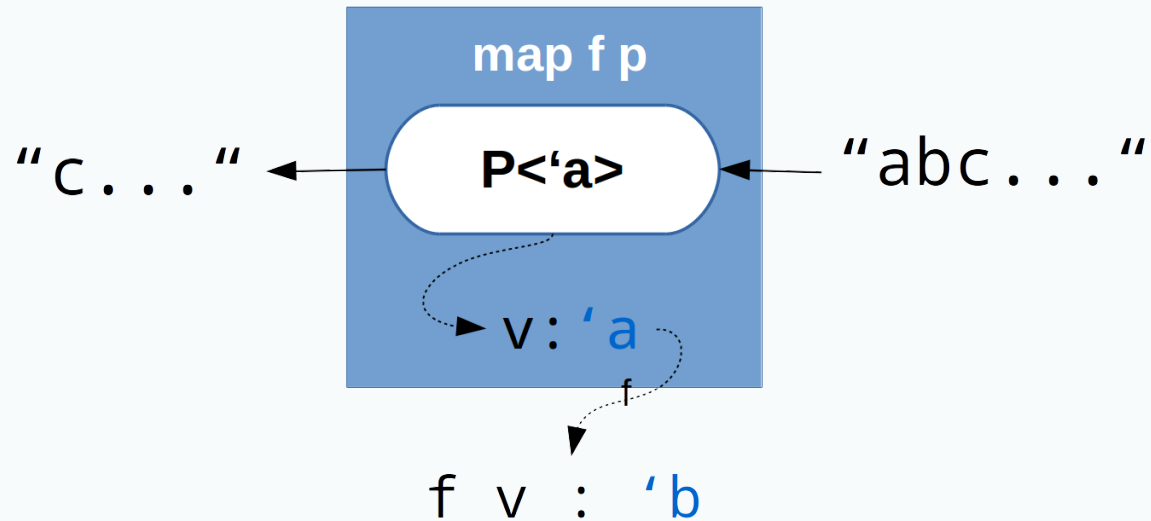 map f p
“c...“
P<‘a>
“abc...“
v:‘a
f
f v : ‘b